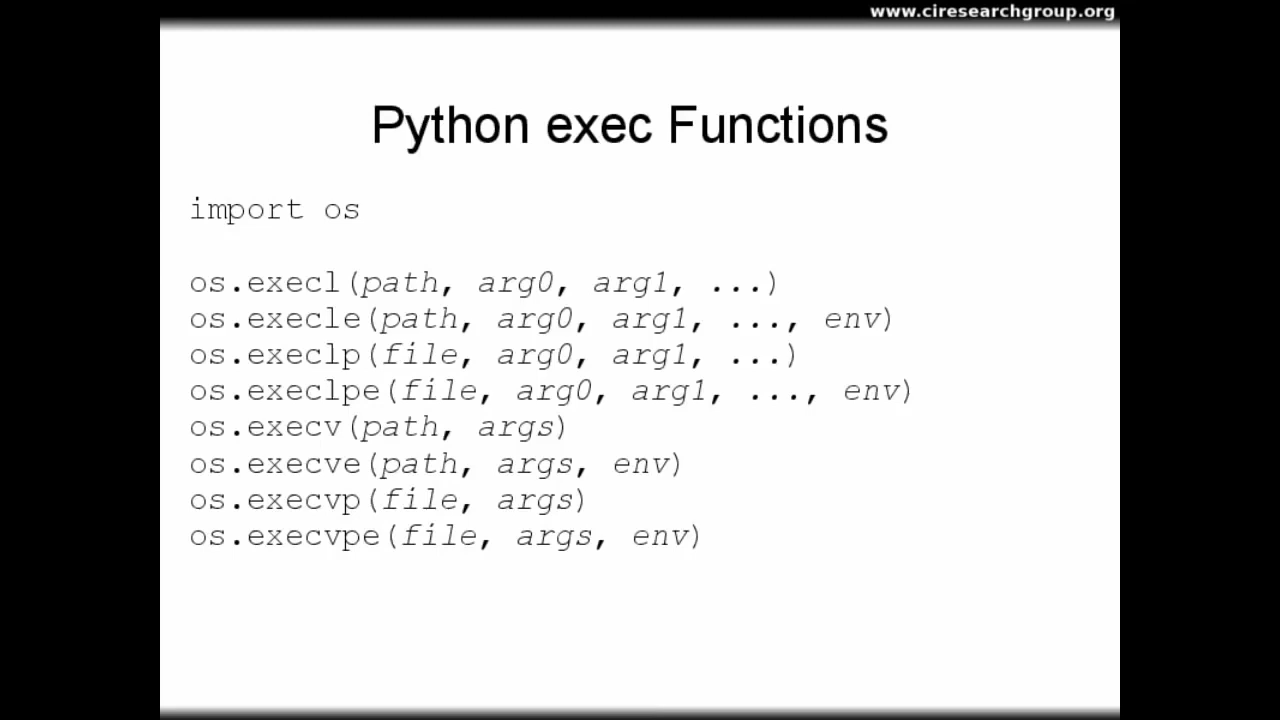 www.ciresearchgroup.org
Python exec Functions
import os
os.execl(path, arg0, arg1, ...)
os.execle(path, arg0, arg1, ..., env)
os.execlp(file, arg0, arg1, ...)
os.execlpe(file, arg0, arg1, ..., env)
os.execv(path, args)
os.execve(path, args, env)
os.execvp(file, args)
os.execvpe(file, args, env)